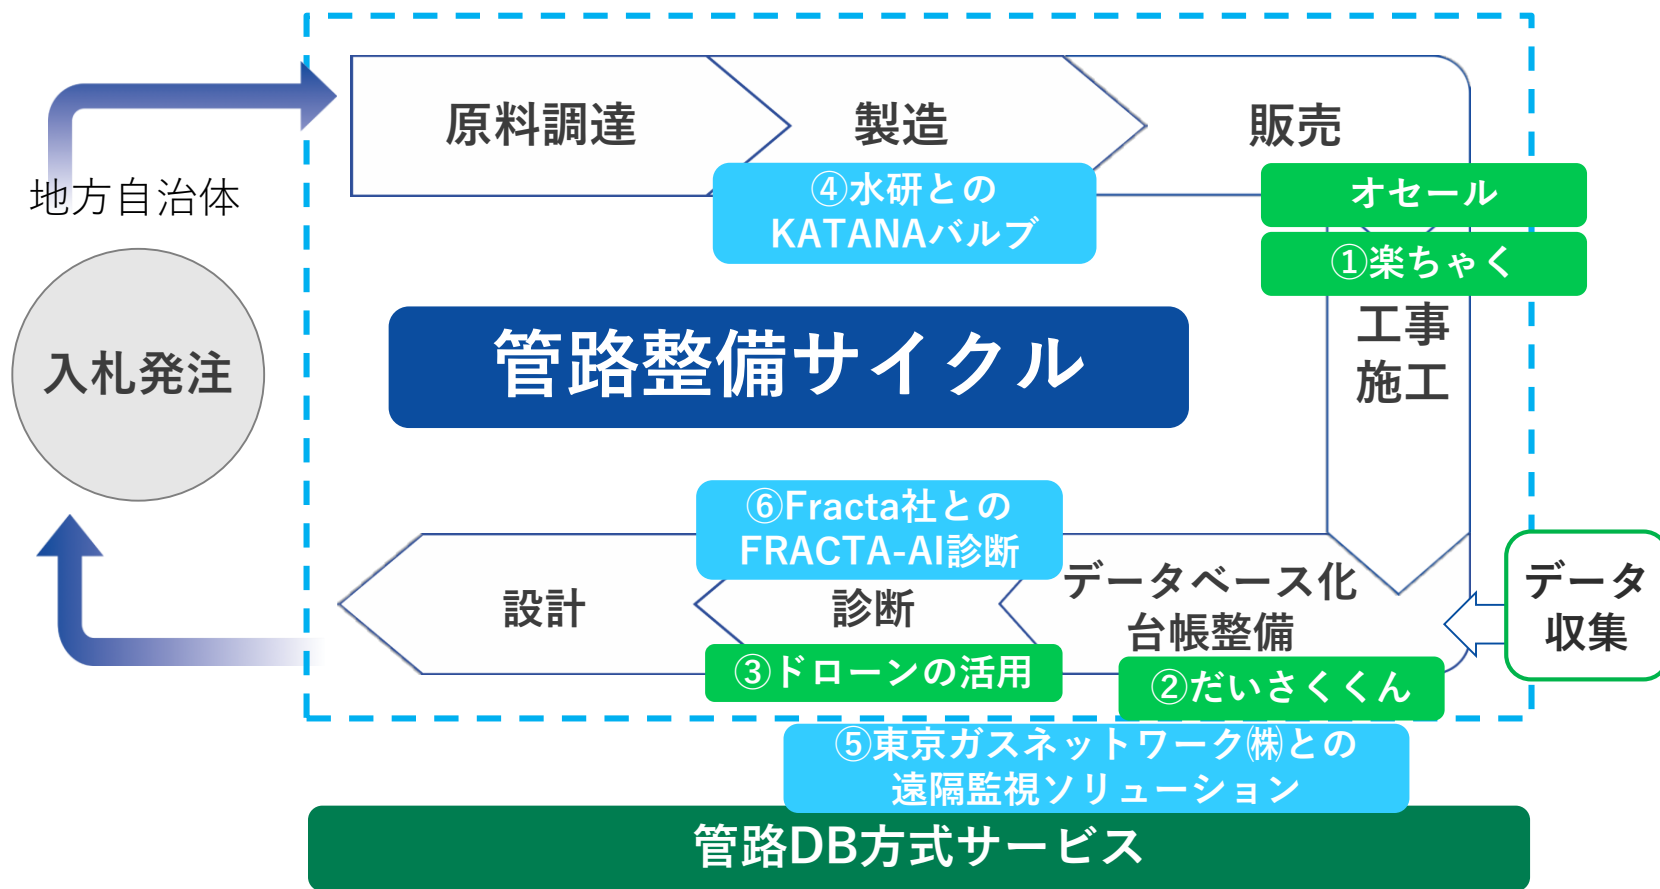 原料調達
製造
販売
地方自治体
④水研との
KATANAバルブ
オセール
①楽ちゃく
工事
施工
入札発注
管路整備サイクル
⑥Fracta社との
FRACTA-AI診断
設計
診断
データベース化
台帳整備
データ
収集
③ドローンの活用
②だいさくくん
⑤東京ガスネットワーク㈱との
遠隔監視ソリューション
管路DB方式サービス